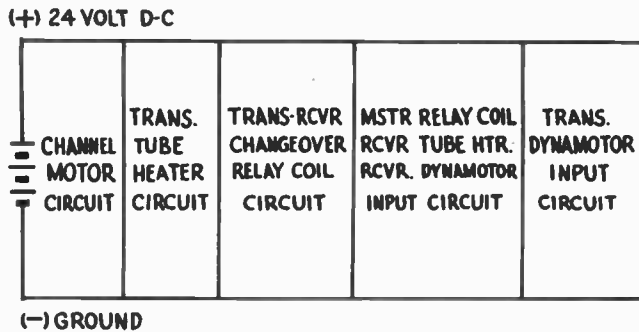 (+) 24 VOLT D-C
CHANNEL
MOTOR
CIRCUIT
TRANS.
TUBE
HEATER
CIRCUIT
TRANS-RCVR
CHANGEOVER
RELAY COIL
CIRCUIT
MSTR RELAY COIL
RCVR TUBE HTR.
RCVR. DYNAMOTOR
INPUT CIRCUIT
TRANS.
DYNAMOTOR
INPUT
CIRCUIT
(-) GROUND